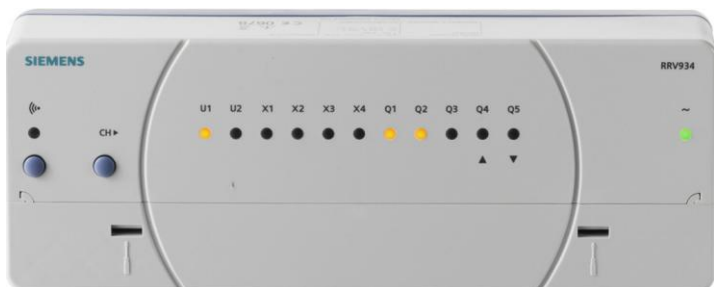 SIEMENS
RRV934
CH
U1 U2 X1 X2 X3 X4 Q1 Q2 Q3 Q4 Q5
~